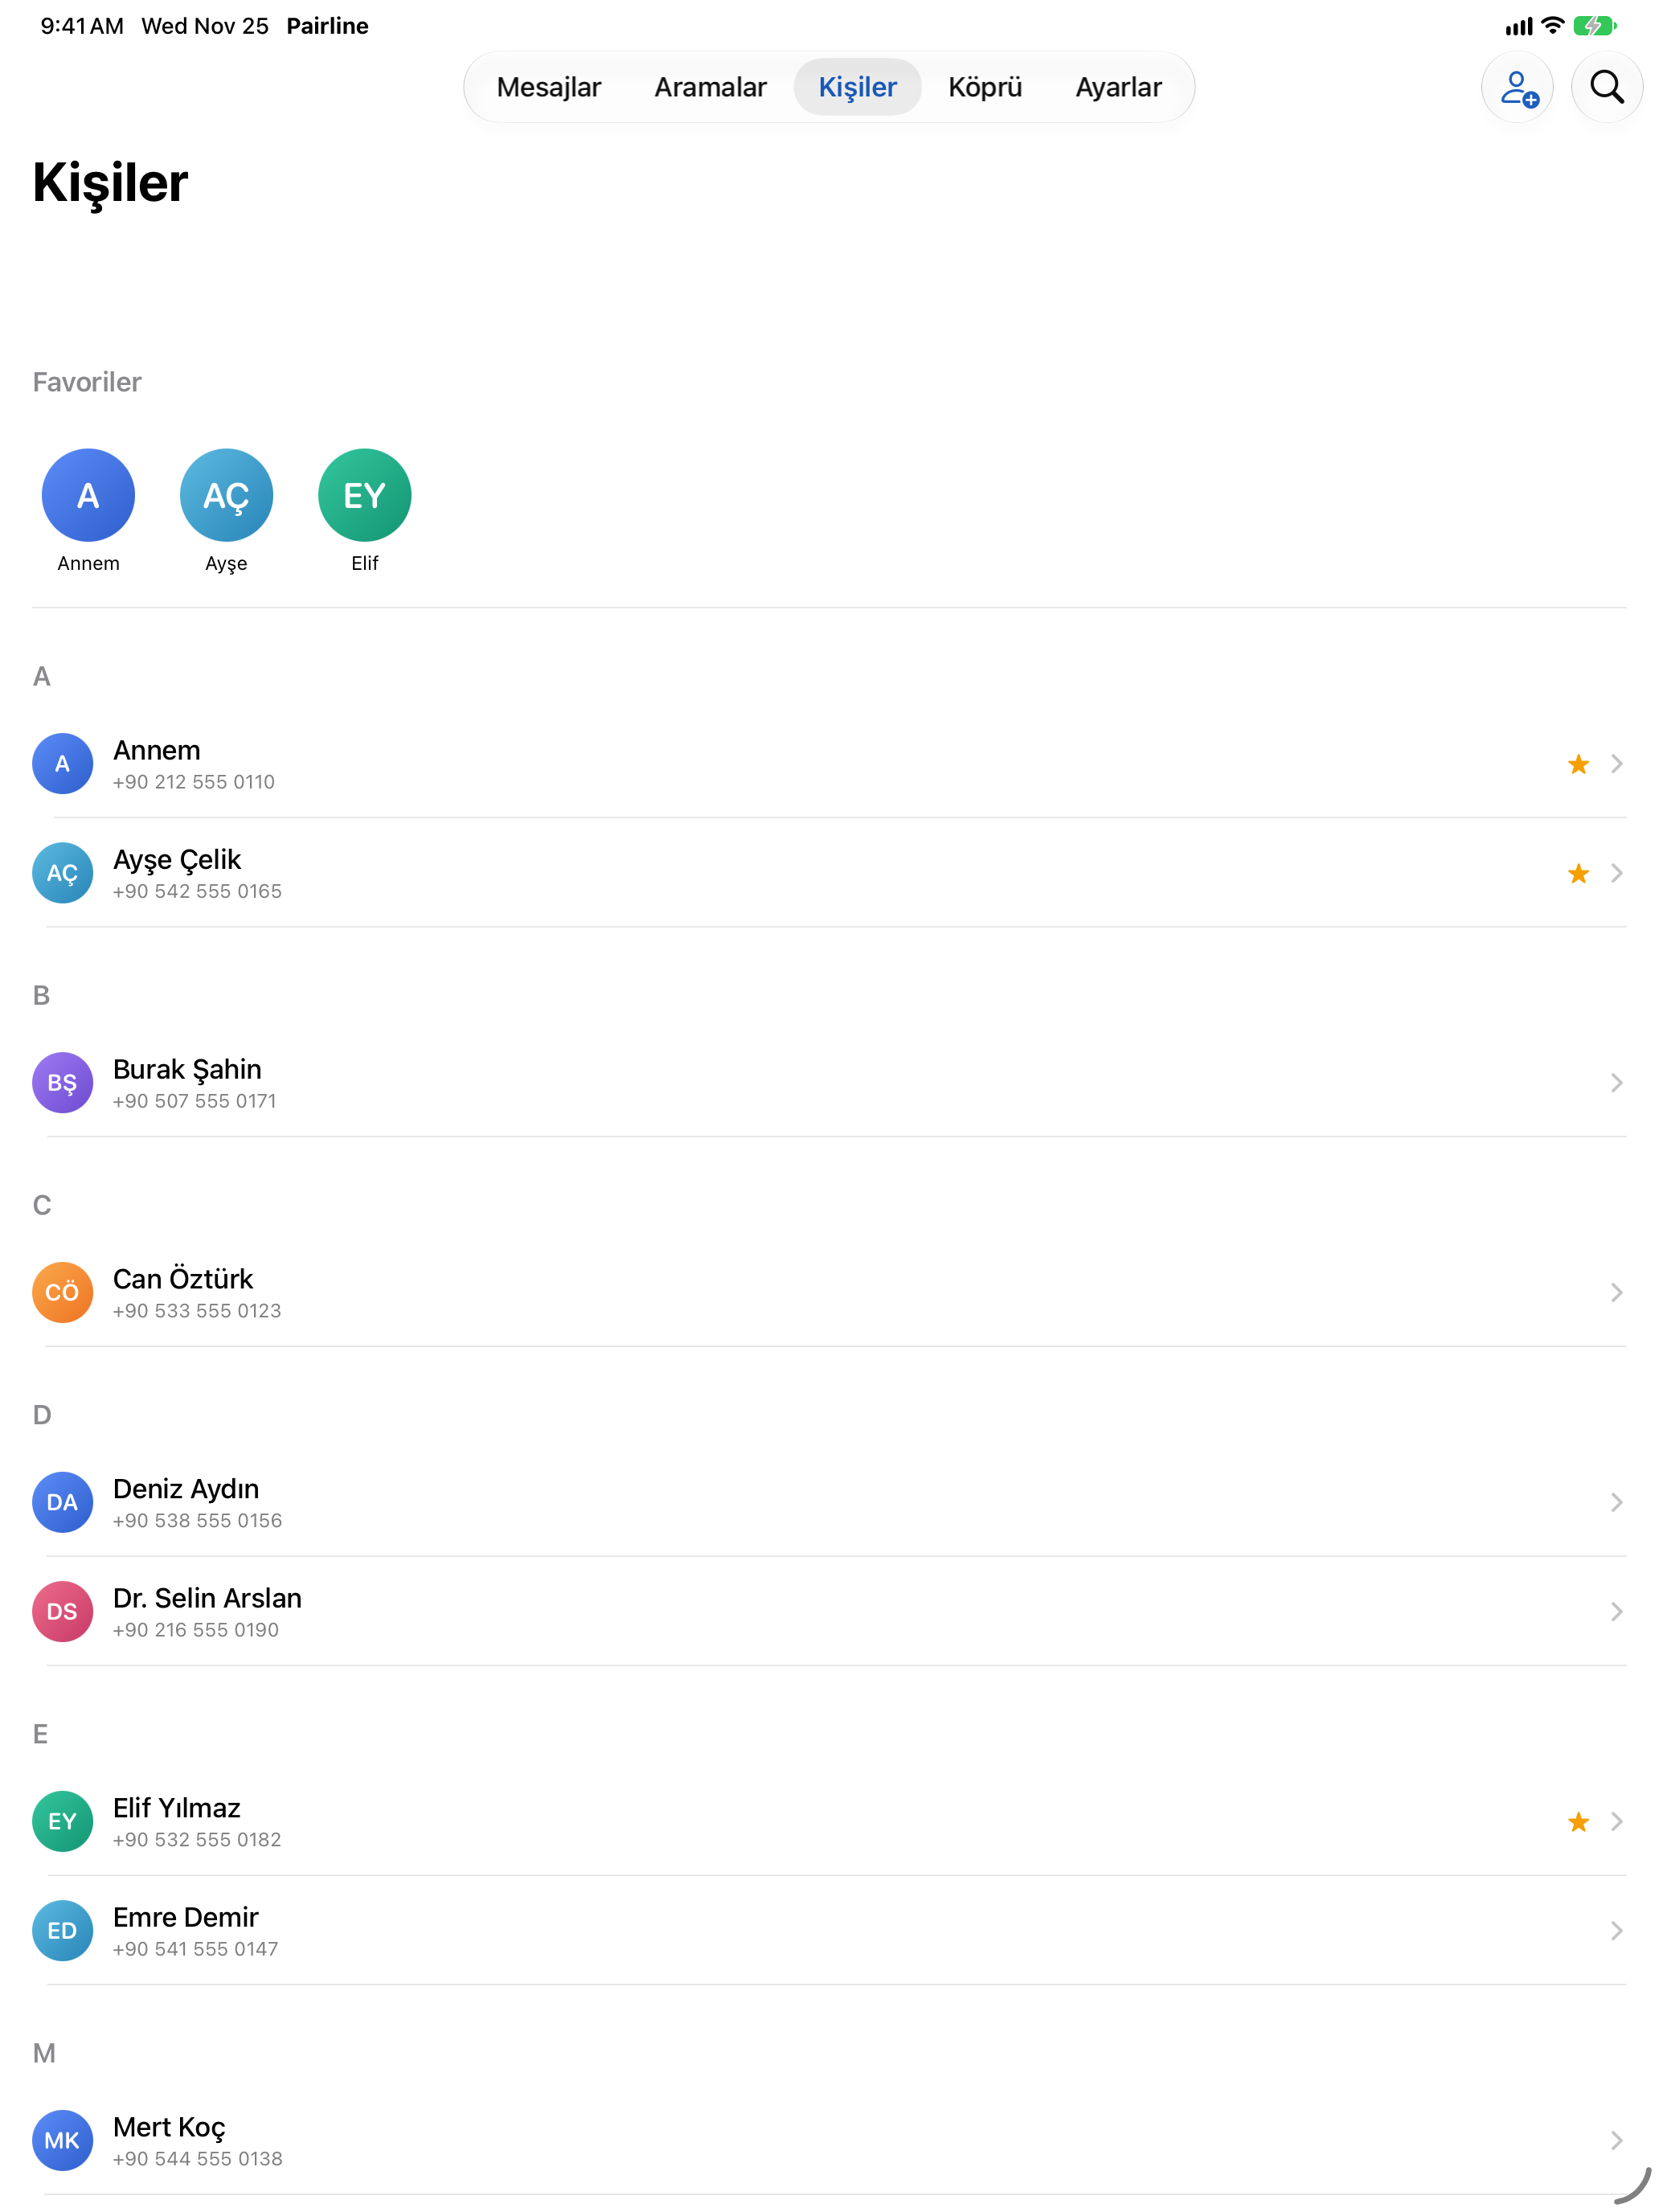 9:41 AM Wed Nov 25 Pairline
Mesajlar Aramalar Kişiler Köprü Ayarlar
Kişiler
Favoriler
A AÇ EY
Annem Ayşe Elif
A
A
Annem
+90 212 555 0110
AÇ
Ayşe Çelik
+90 542 555 0165
B
BŞ
Burak Şahin
+90 507 555 0171
C
CÖ
Can Öztürk
+90 533 555 0123
D
DA
Deniz Aydın
+90 538 555 0156
DS
Dr. Selin Arslan
+90 216 555 0190
E
EY
Elif Yılmaz
+90 532 555 0182
ED
Emre Demir
+90 541 555 0147
M
MK
Mert Koç
+90 544 555 0138